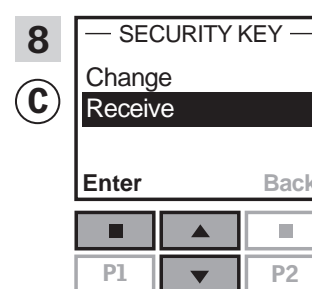 8
— SECURITY KEY —
C
Change
Receive
Enter Back
P1 P2